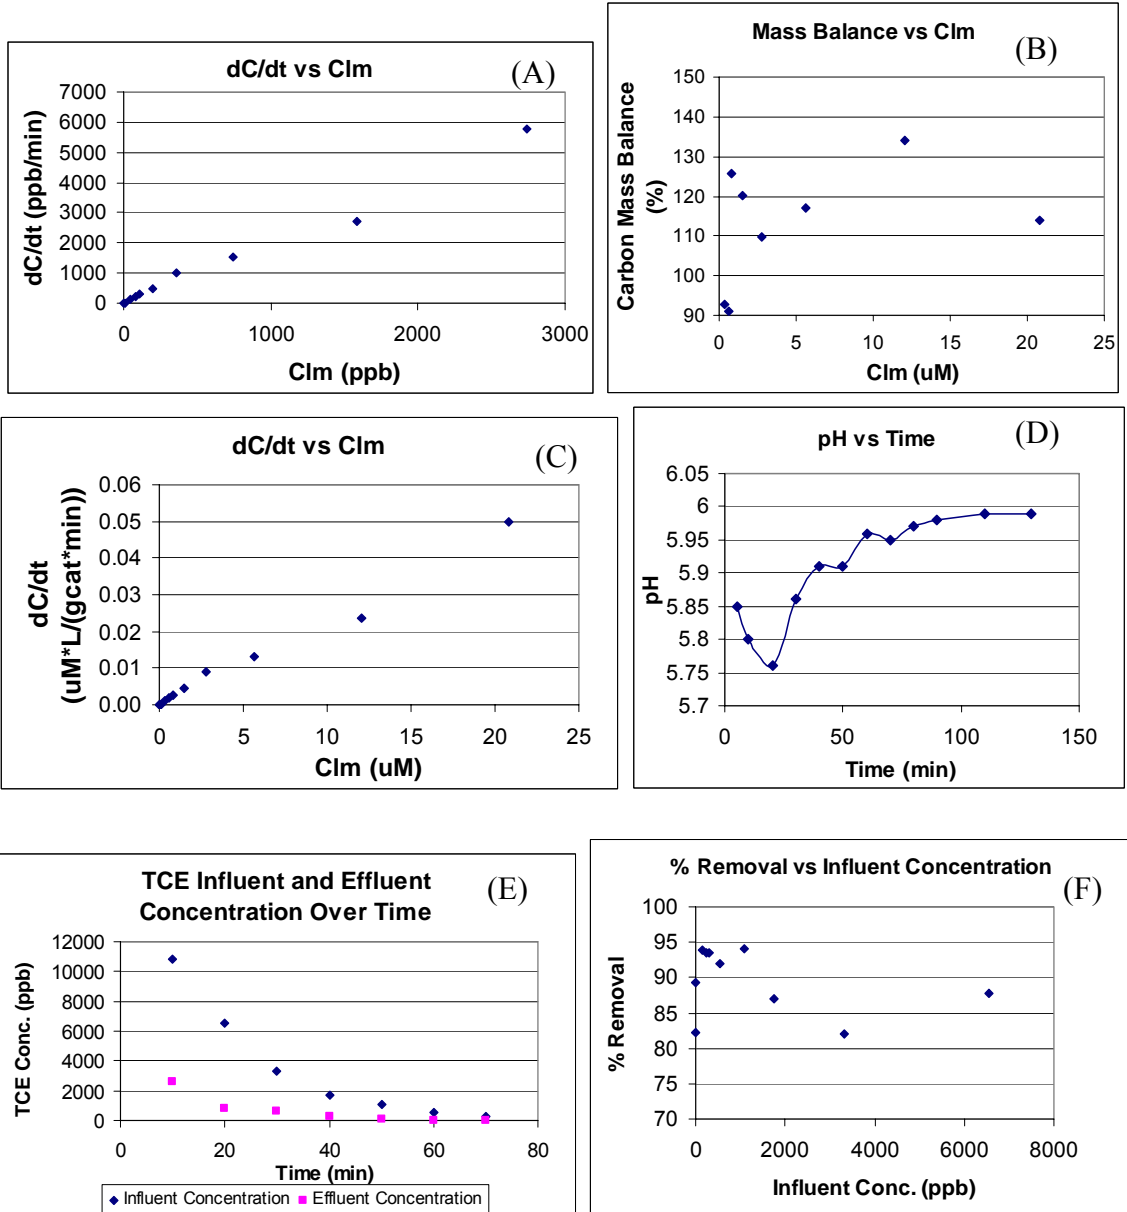 dC/dt vs Clm
(A)
7000
6000
5000
4000
3000
2000
1000
0
dC/dt (ppb/min)
0 1000 2000 3000
Clm (ppb)
Mass Balance vs Clm
(B)
150
140
130
120
110
100
90
Carbon Mass Balance
(%)
0 5 10 15 20 25
Clm (uM)
dC/dt vs Clm
(C)
0.06
0.05
0.04
0.03
0.02
0.01
0.00
dC/dt
(uM*L/(gcat*min))
0 5 10 15 20 25
Clm (uM)
pH vs Time
(D)
6.05
6
5.95
5.9
5.85
5.8
5.75
5.7
pH
0 50 100 150
Time (min)
TCE Influent and Effluent
Concentration Over Time
(E)
12000
10000
8000
6000
4000
2000
0
TCE Conc. (ppb)
0 20 40 60 80
Time (min)
Influent Concentration Effluent Concentration
% Removal vs Influent Concentration
(F)
100
95
90
85
80
75
70
% Removal
0 2000 4000 6000 8000
Influent Conc. (ppb)